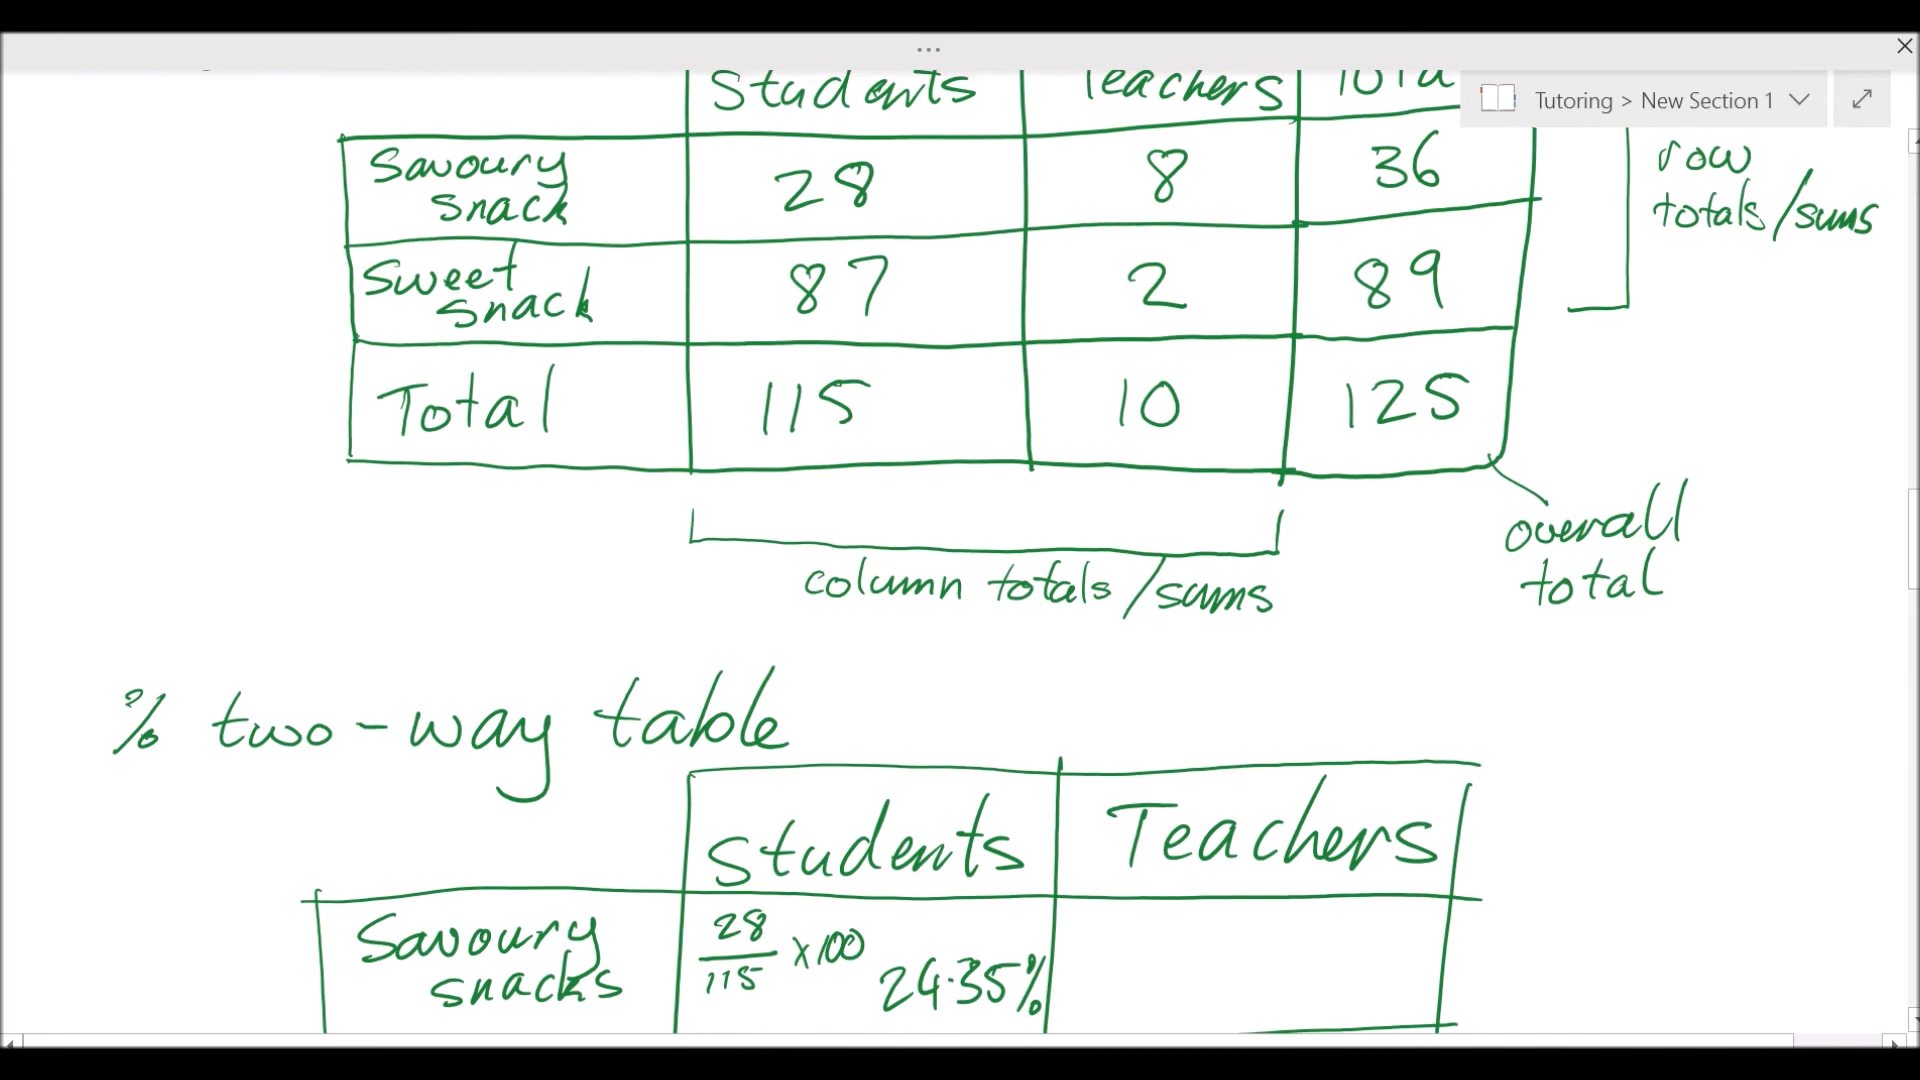 Students Teachers
Tutoring > New Section 1
Savoury
snack
28 8 36
row
totals/sums
Sweet
snack
87 2 89
Total 115 10 125
overall
total
column totals/sums
% two-way table
Students Teachers
Savoury
snacks
28
115
x100
24.35%